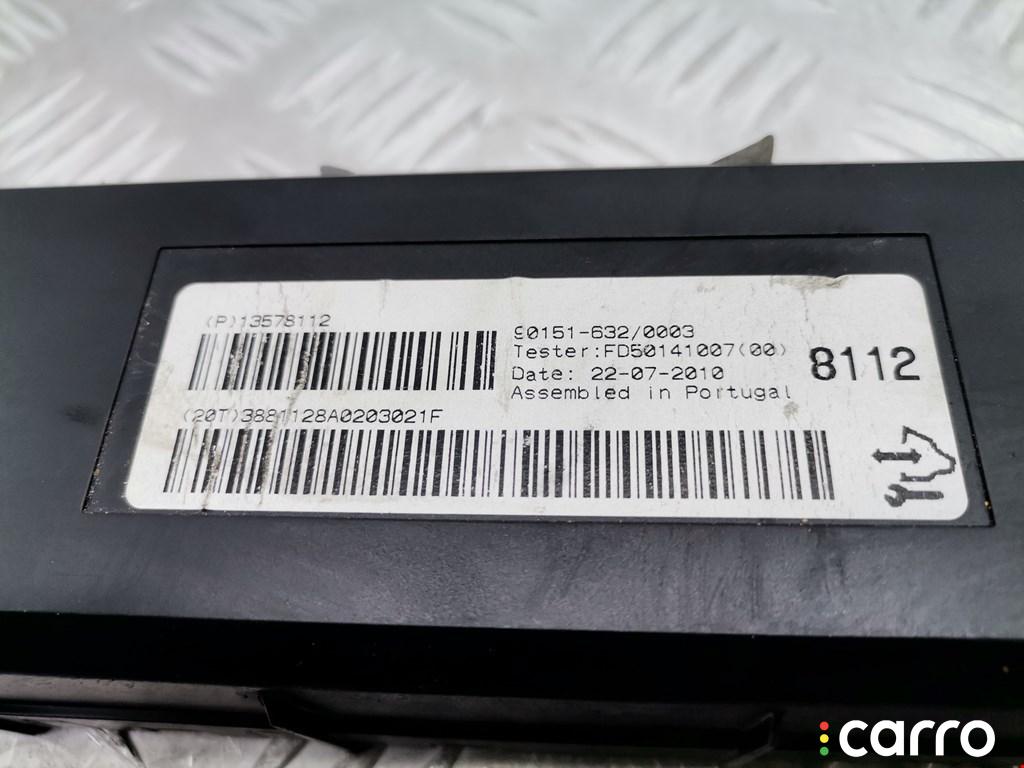 (P)13578112
(20T)3881128A0203021F
90151-632/0003
Tester:FD50141007(00)
Date: 22-07-2010
Assembled in Portugal
8112
carro